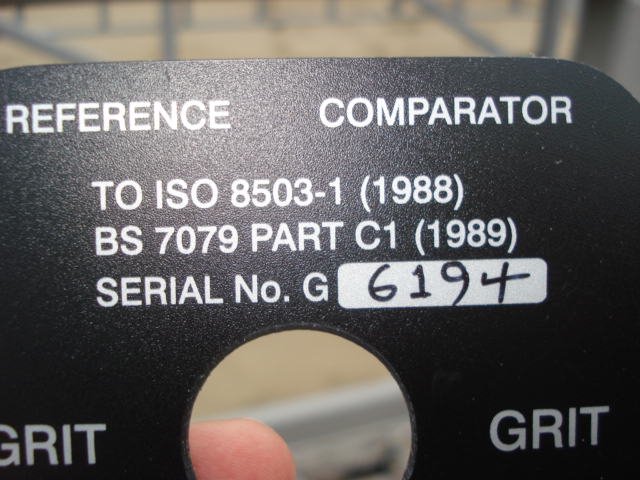 REFERENCE COMPARATOR
TO ISO 8503-1 (1988)
BS 7079 PART C1 (1989)
SERIAL No. G 6194
GRIT GRIT